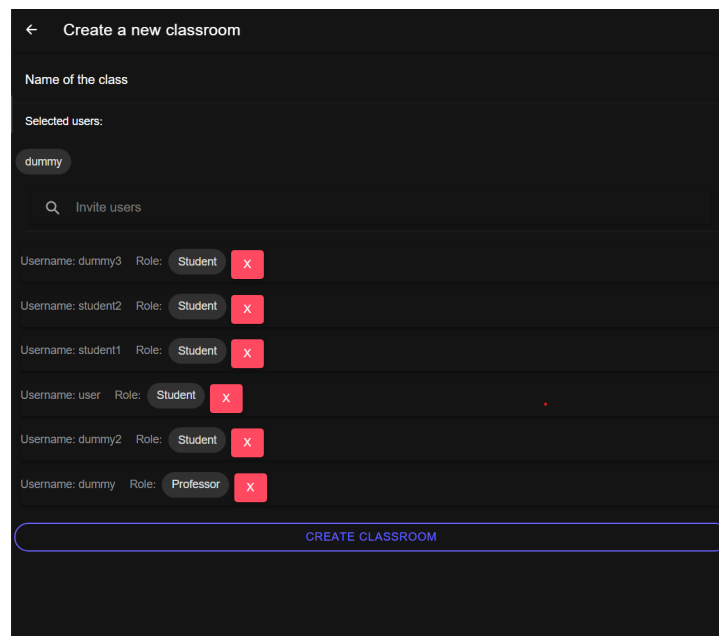 Create a new classroom
Name of the class
Selected users:
dummy
Invite users
Username: dummy3 Role: Student X
Username: student2 Role: Student X
Username: student1 Role: Student X
Username: user Role: Student X
Username: dummy2 Role: Student X
Username: dummy Role: Professor X
CREATE CLASSROOM